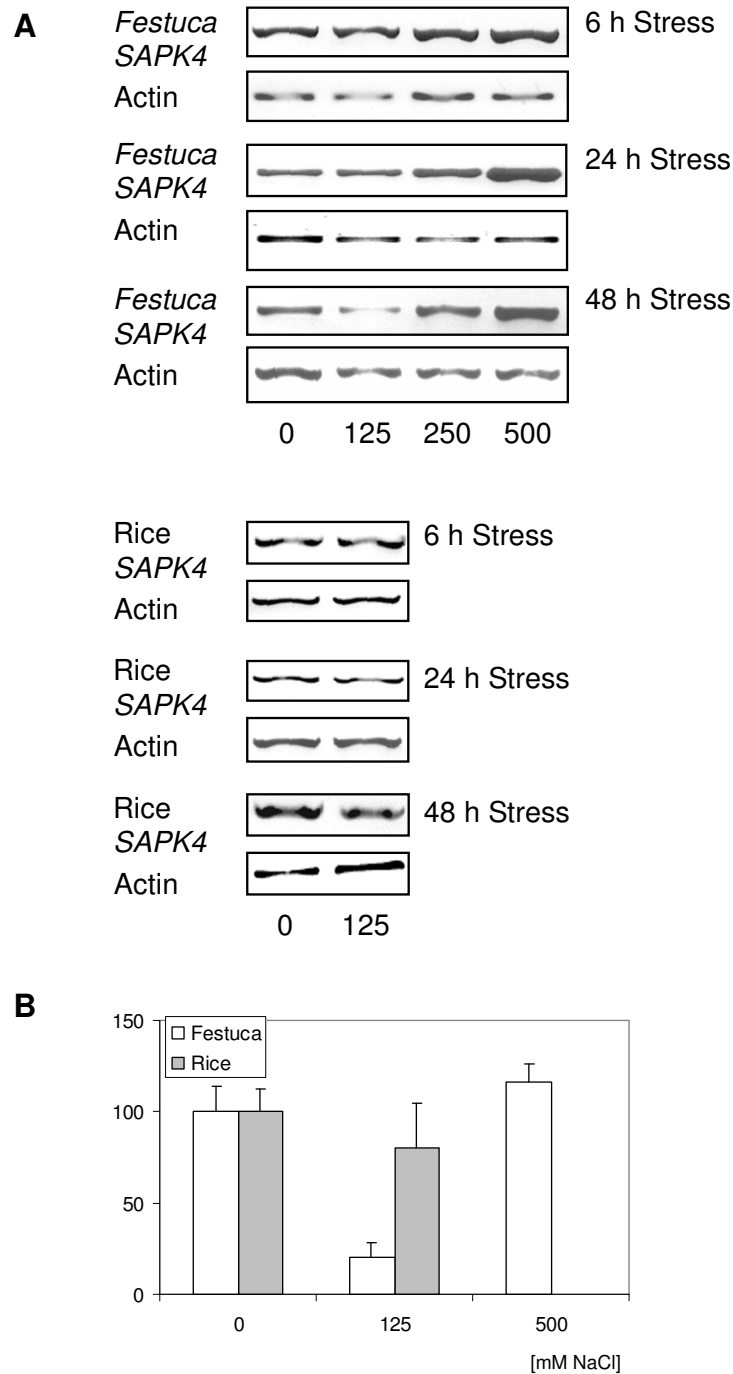 A
Festuca
SAPK4
6 h Stress
Actin
Festuca
SAPK4
24 h Stress
Actin
Festuca
SAPK4
48 h Stress
Actin
0 125 250 500
Rice
SAPK4
6 h Stress
Actin
Rice
SAPK4
24 h Stress
Actin
Rice
SAPK4
48 h Stress
Actin
0 125
B
150
100
50
0
Festuca
Rice
0 125 500
[mM NaCl]